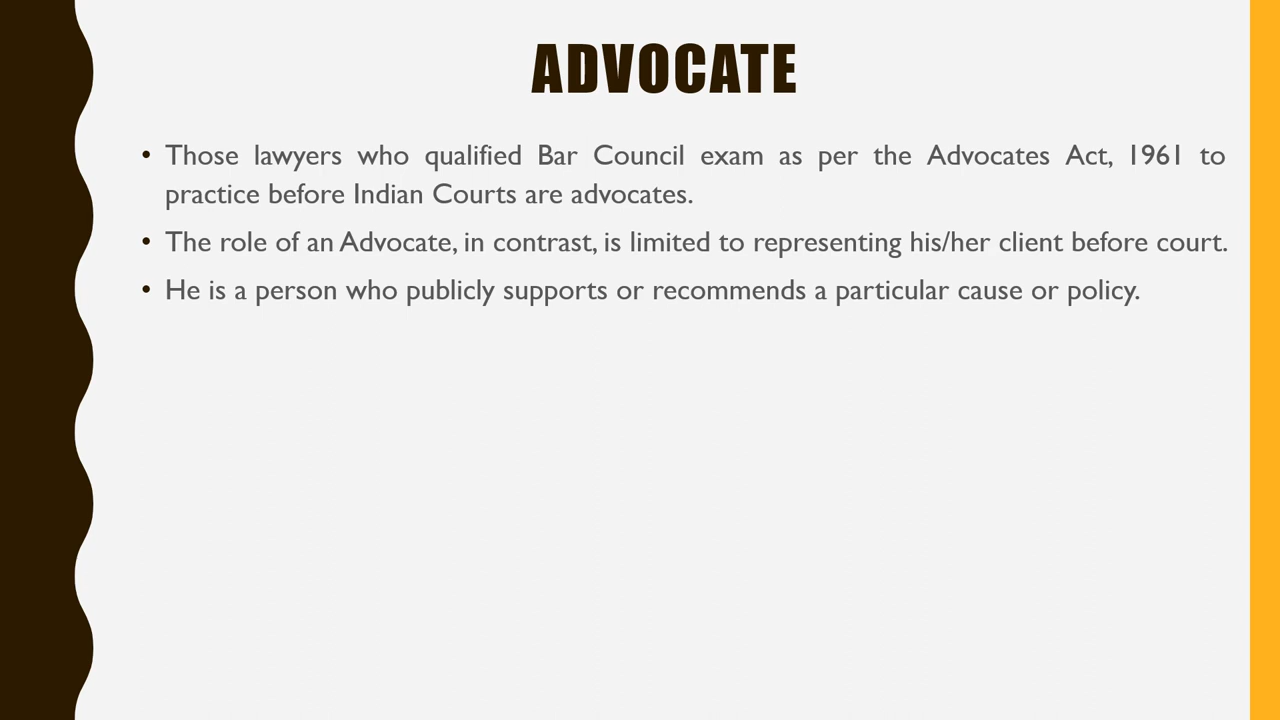 ADVOCATE
• Those lawyers who qualified Bar Council exam as per the Advocates Act, 1961 to
practice before Indian Courts are advocates.
• The role of an Advocate, in contrast, is limited to representing his/her client before court.
• He is a person who publicly supports or recommends a particular cause or policy.